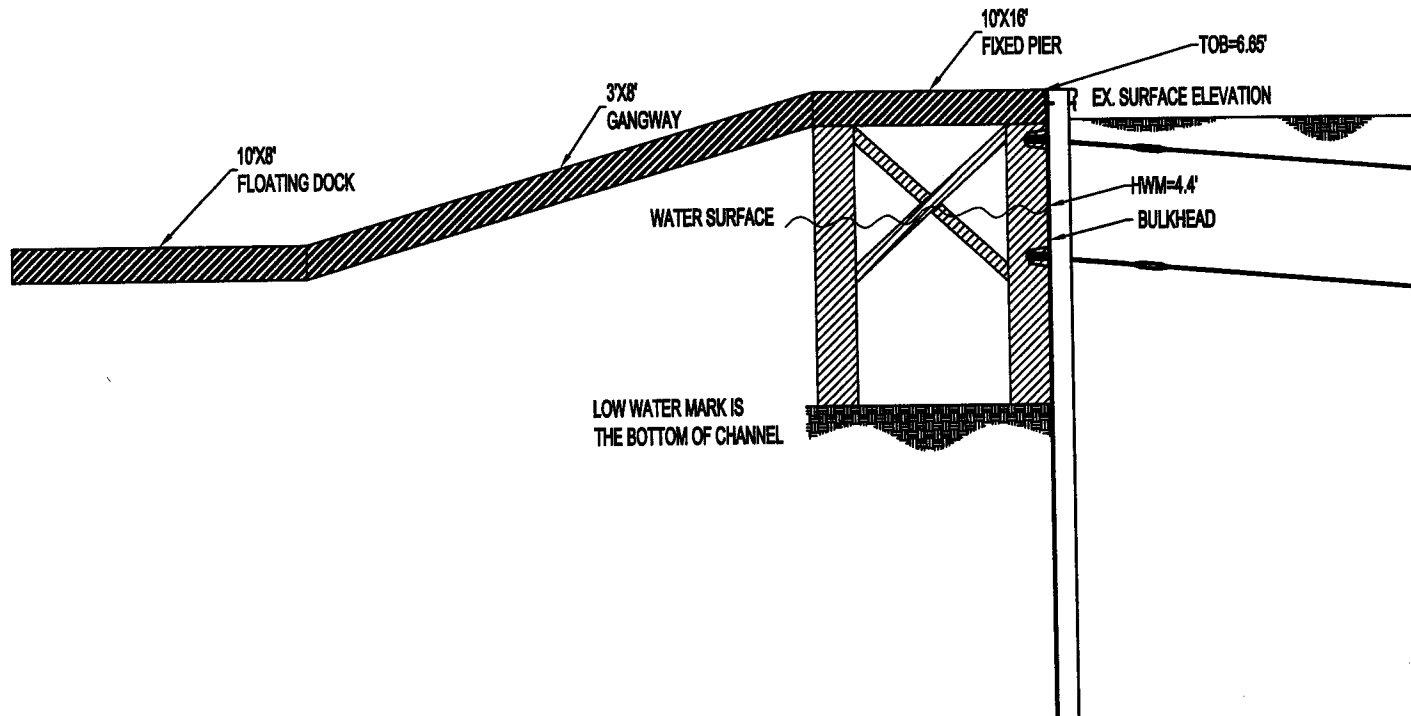 10'X16'
FIXED PIER
TOB=6.65'
EX. SURFACE ELEVATION
3'X8'
GANGWAY
10'X8'
FLOATING DOCK
HWM=4.4'
WATER SURFACE
BULKHEAD
LOW WATER MARK IS
THE BOTTOM OF CHANNEL